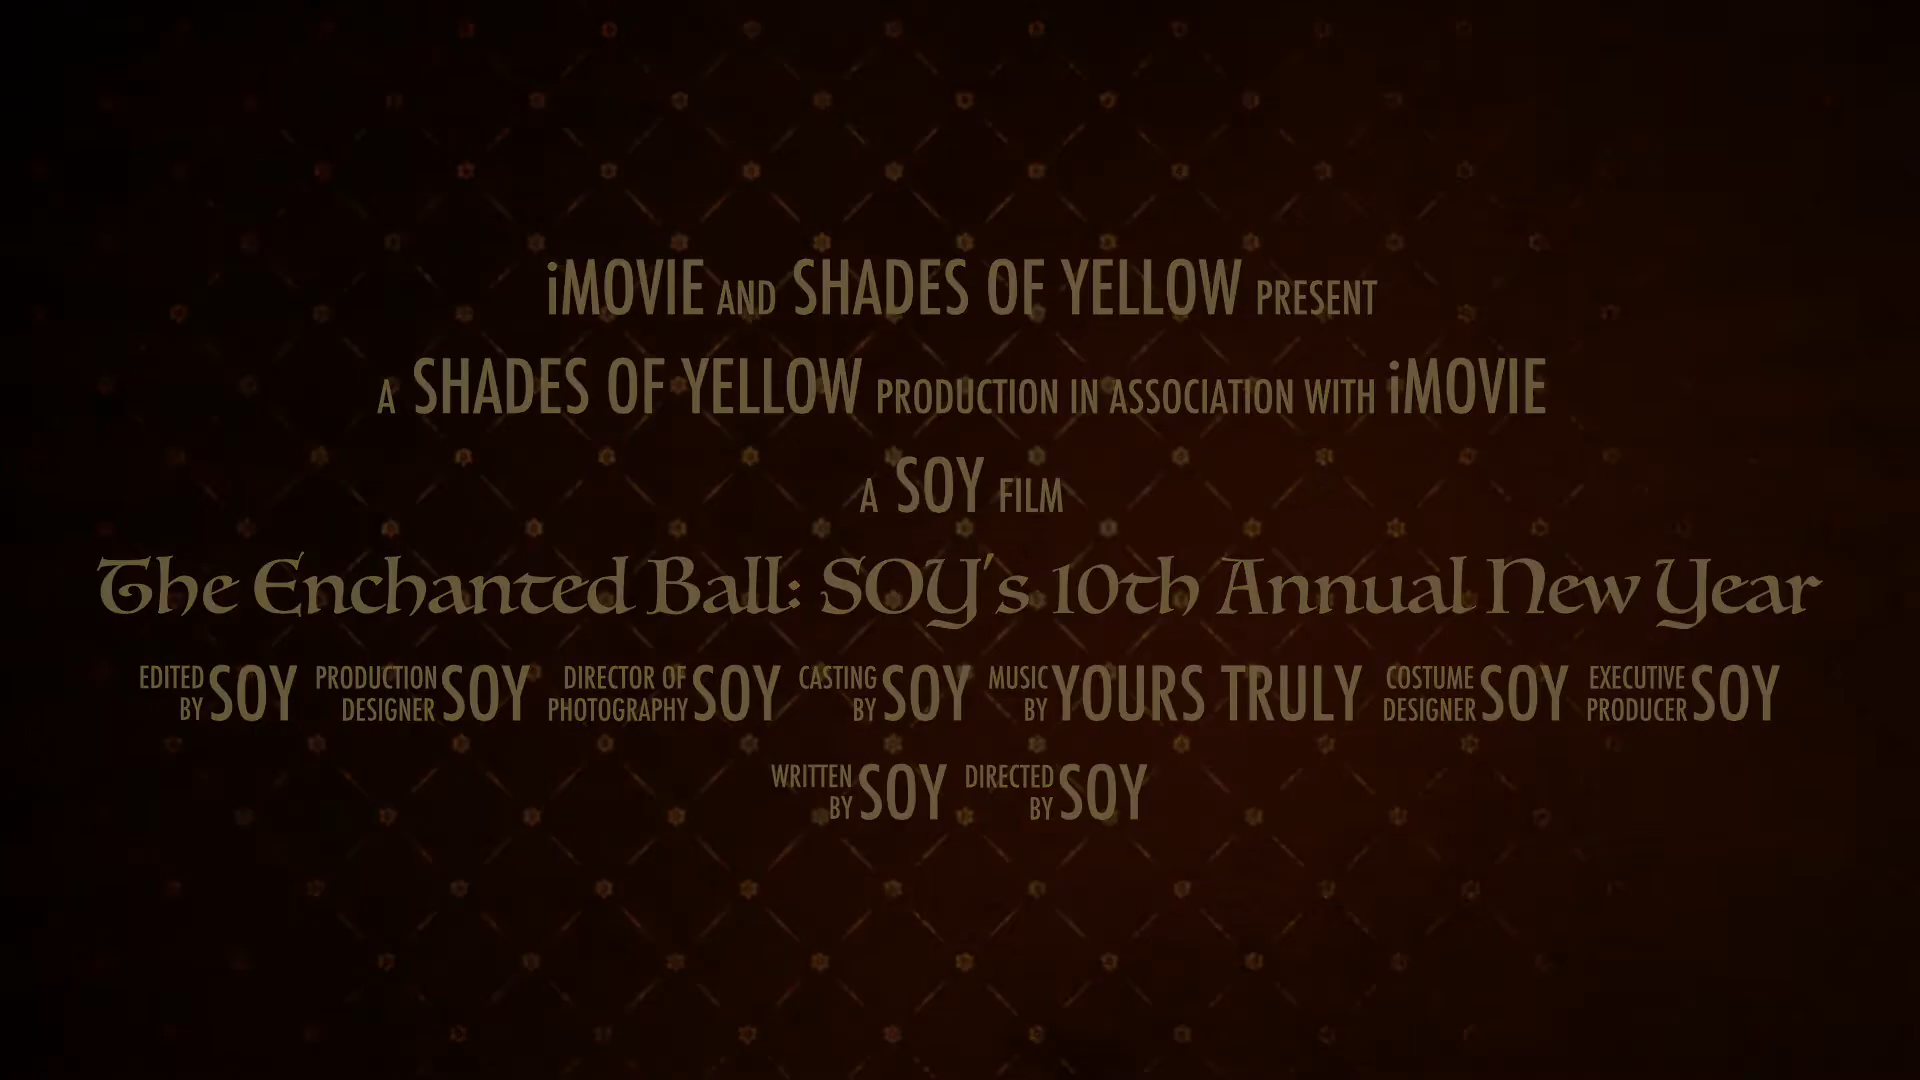 iMOVIE AND SHADES OF YELLOW PRESENT
A SHADES OF YELLOW PRODUCTION IN ASSOCIATION WITH iMOVIE
A SOY FILM
The Enchanted Ball: SOY's 10th Annual New Year
EDITED BY SOY PRODUCTION DESIGNER SOY DIRECTOR OF PHOTOGRAPHY SOY CASTING BY SOY MUSIC BY YOURS TRULY COSTUME DESIGNER SOY EXECUTIVE PRODUCER SOY
WRITTEN BY SOY DIRECTED BY SOY